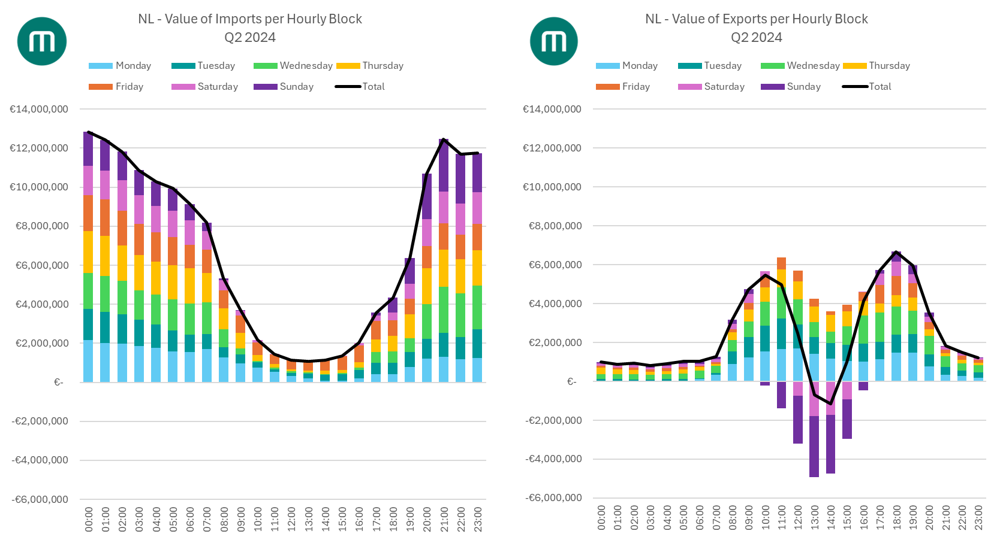 NL - Value of Imports per Hourly Block
Q2 2024
m
Monday Tuesday Wednesday Thursday
Friday Saturday Sunday Total
€14,000,000
€12,000,000
€10,000,000
€8,000,000
€6,000,000
€4,000,000
€2,000,000
€-
-€2,000,000
-€4,000,000
-€6,000,000
00:00 01:00 02:00 03:00 04:00 05:00 06:00 07:00 08:00 09:00 10:00 11:00 12:00 13:00 14:00 15:00 16:00 17:00 18:00 19:00 20:00 21:00 22:00 23:00
NL - Value of Exports per Hourly Block
Q2 2024
m
Monday Tuesday Wednesday Thursday
Friday Saturday Sunday Total
€14,000,000
€12,000,000
€10,000,000
€8,000,000
€6,000,000
€4,000,000
€2,000,000
€-
-€2,000,000
-€4,000,000
-€6,000,000
00:00 01:00 02:00 03:00 04:00 05:00 06:00 07:00 08:00 09:00 10:00 11:00 12:00 13:00 14:00 15:00 16:00 17:00 18:00 19:00 20:00 21:00 22:00 23:00